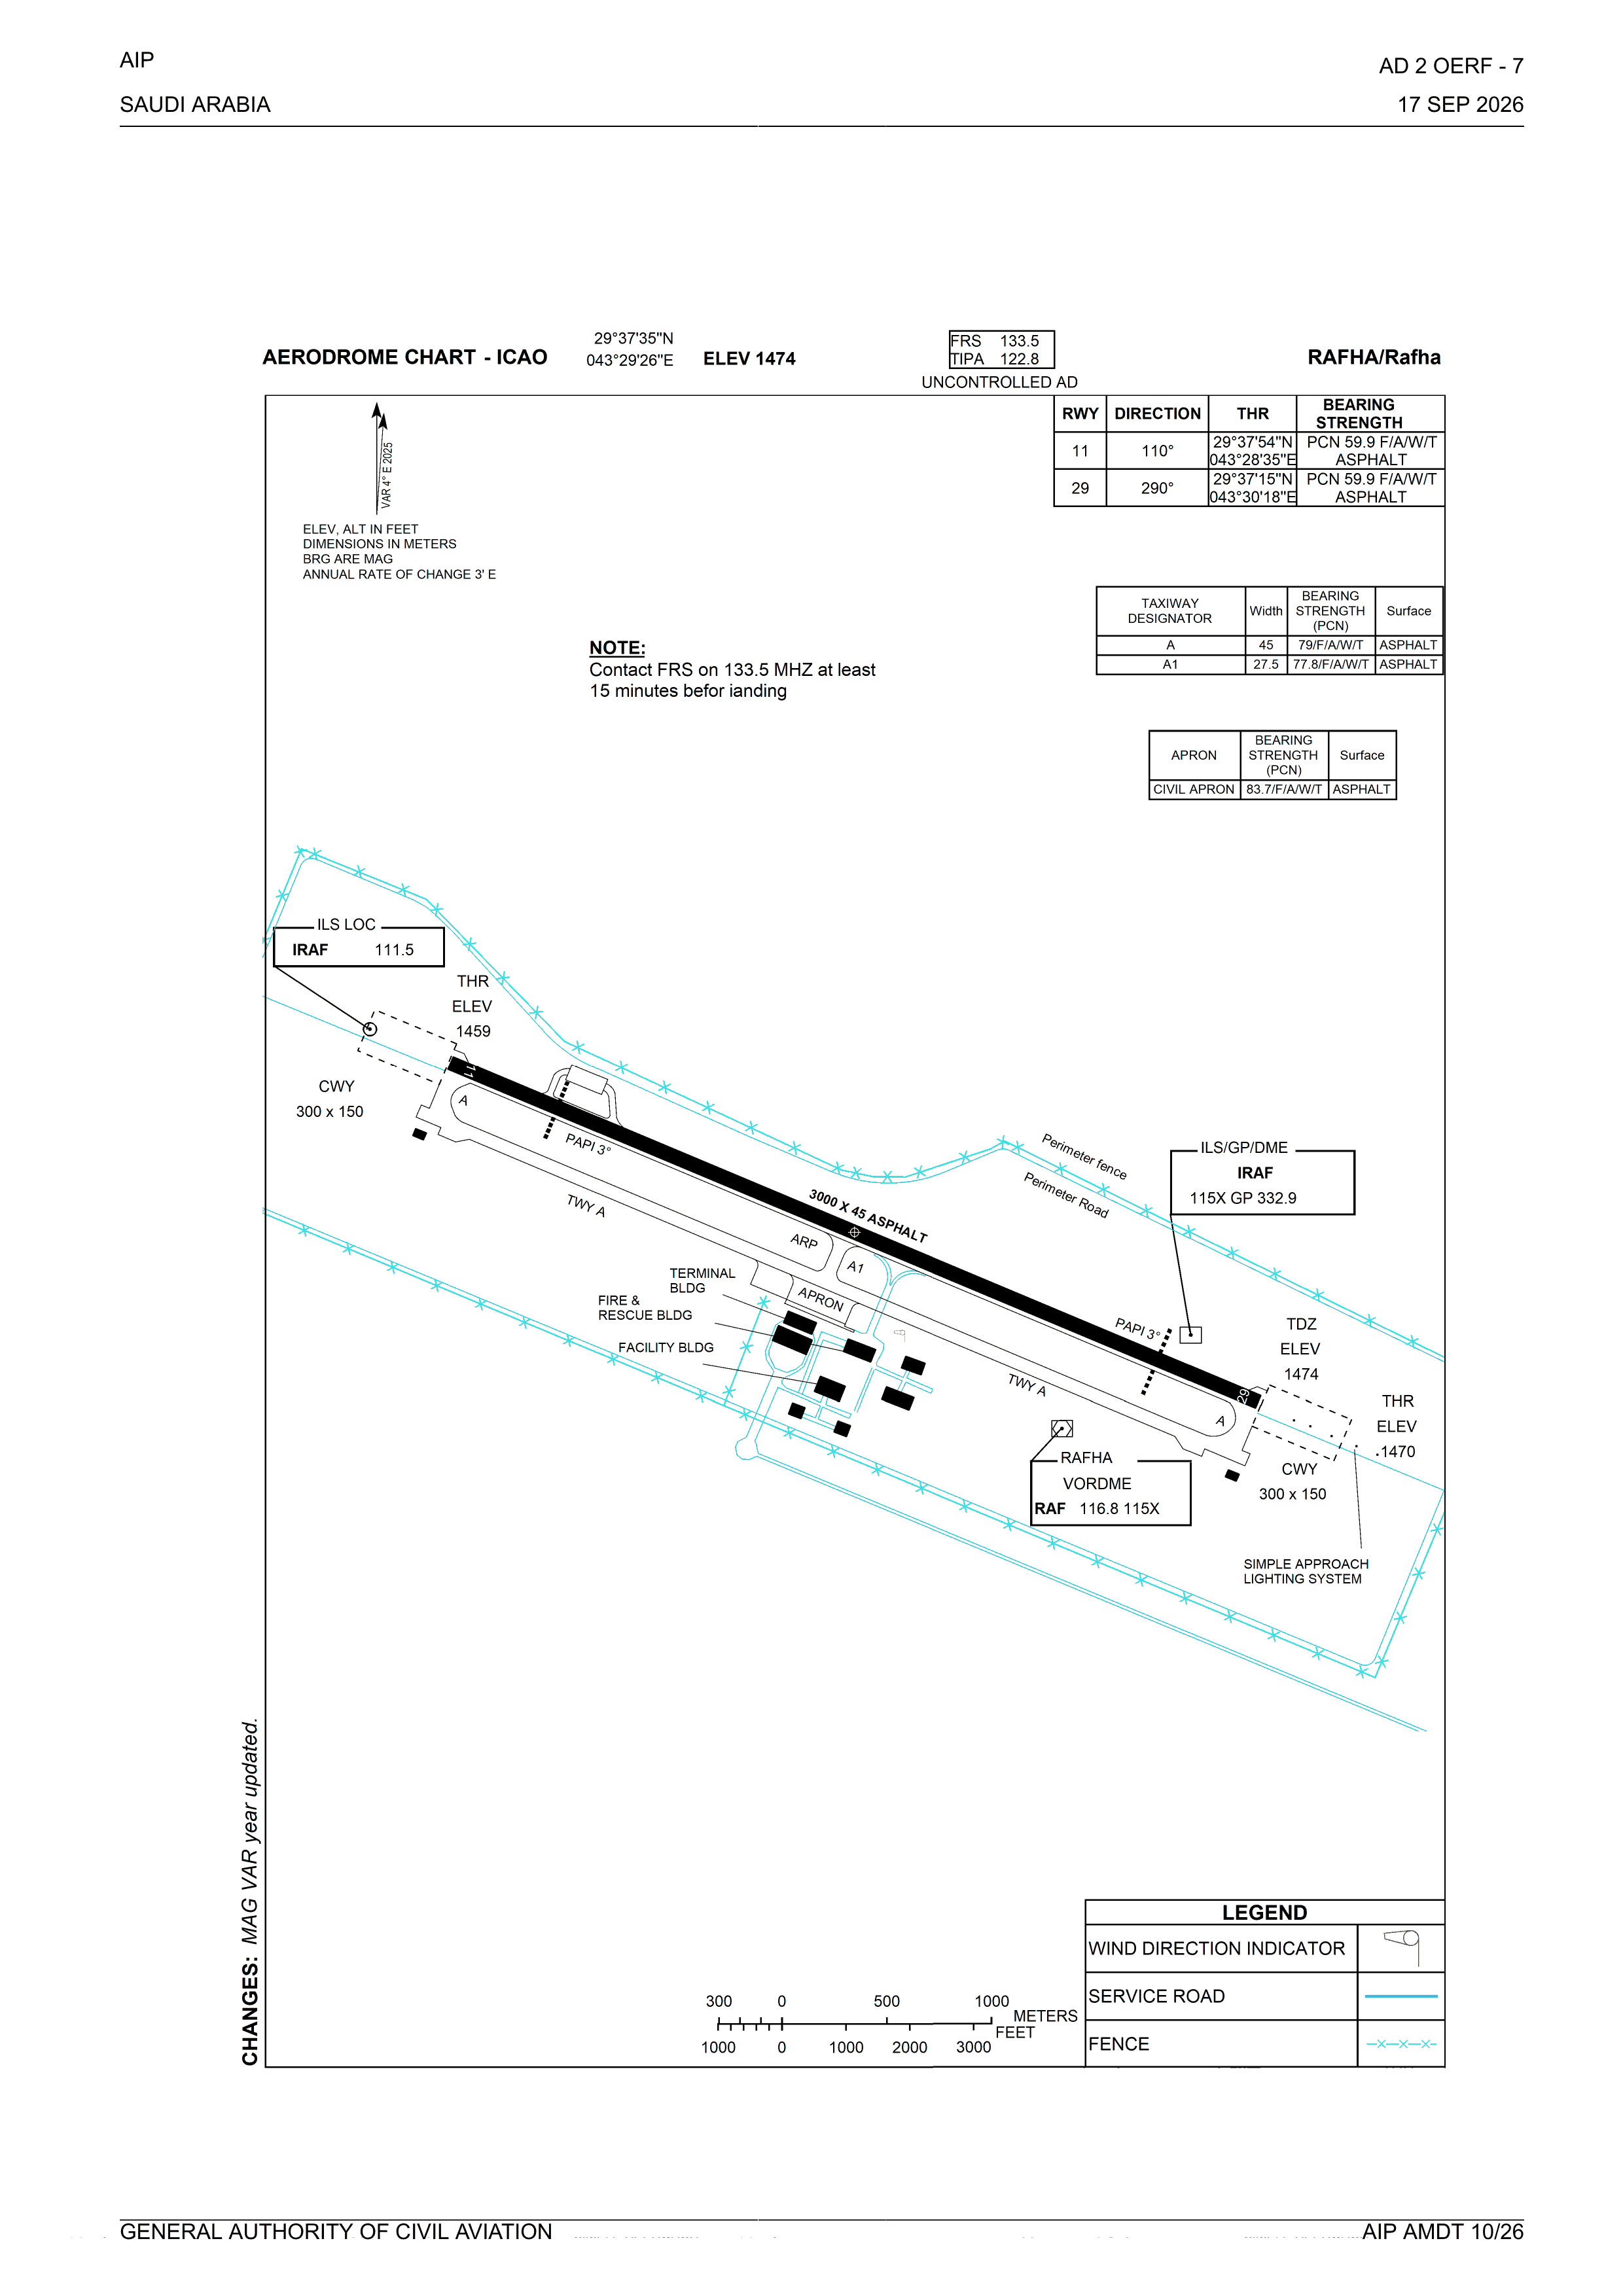 AIP
AD 2 OERF - 7
SAUDI ARABIA
17 SEP 2026
AERODROME CHART - ICAO
29°37'35"N
043°29'26"E
ELEV 1474
FRS 133.5
TIPA 122.8
UNCONTROLLED AD
RAFHA/Rafha
VAR 4° E 2025
ELEV, ALT IN FEET
DIMENSIONS IN METERS
BRG ARE MAG
ANNUAL RATE OF CHANGE 3' E
RWY DIRECTION THR BEARING STRENGTH
11 110° 29°37'54"N 043°28'35"E PCN 59.9 F/A/W/T ASPHALT
29 290° 29°37'15"N 043°30'18"E PCN 59.9 F/A/W/T ASPHALT
TAXIWAY DESIGNATOR Width BEARING STRENGTH (PCN) Surface
A 45 79/F/A/W/T ASPHALT
A1 27.5 77.8/F/A/W/T ASPHALT
NOTE:
Contact FRS on 133.5 MHZ at least
15 minutes befor ianding
APRON BEARING STRENGTH (PCN) Surface
CIVIL APRON 83.7/F/A/W/T ASPHALT
ILS LOC
IRAF 111.5
THR
ELEV
1459
11
CWY
300 x 150
A
PAPI 3°
TWY A
3000 X 45 ASPHALT
Perimeter fence
Perimeter Road
ILS/GP/DME
IRAF
115X GP 332.9
ARP
A1
APRON
TERMINAL
BLDG
FIRE &
RESCUE BLDG
FACILITY BLDG
PAPI 3°
TWY A
A
29
TDZ
ELEV
1474
THR
ELEV
1470
CWY
300 x 150
RAFHA
VORDME
RAF 116.8 115X
SIMPLE APPROACH
LIGHTING SYSTEM
CHANGES: MAG VAR year updated.
300 0 500 1000
METERS
FEET
1000 0 1000 2000 3000
LEGEND
WIND DIRECTION INDICATOR
SERVICE ROAD
FENCE
GENERAL AUTHORITY OF CIVIL AVIATION
AIP AMDT 10/26